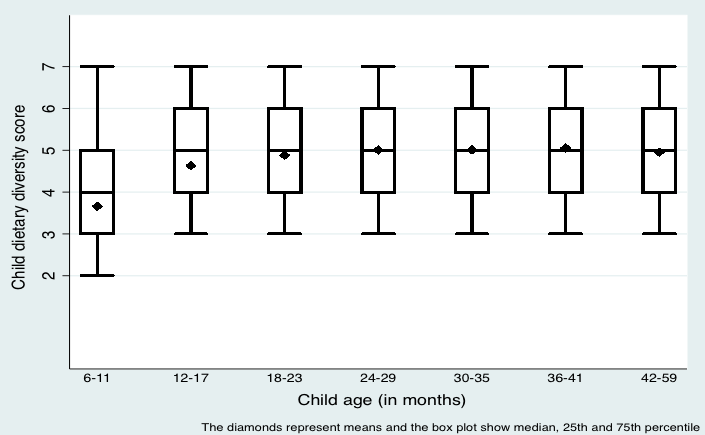 Child dietary diversity score
7
6
5
4
3
2
6-11 12-17 18-23 24-29 30-35 36-41 42-59
Child age (in months)
The diamonds represent means and the box plot show median, 25th and 75th percentile